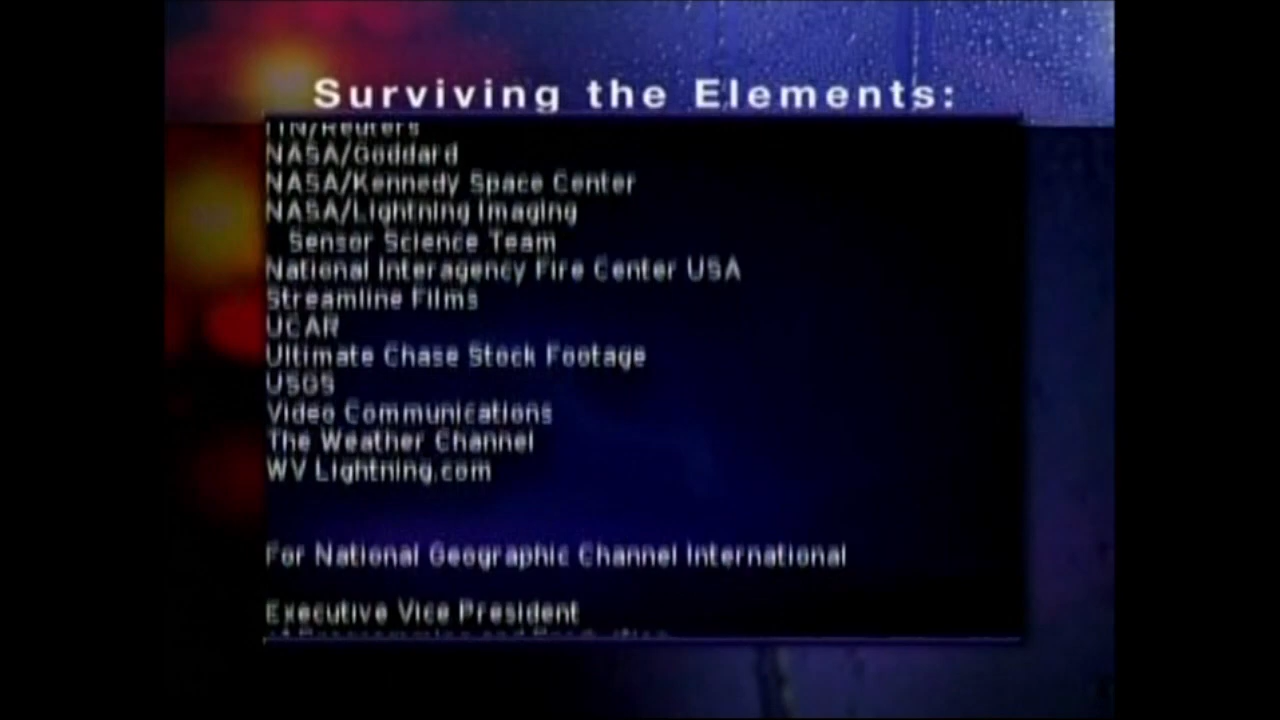 Surviving the Elements:
ITN/Reuters
NASA/Goddard
NASA/Kennedy Space Center
NASA/Lightning Imaging
Sensor Science Team
National Interagency Fire Center USA
Streamline Films
UCAR
Ultimate Chase Stock Footage
USGS
Video Communications
The Weather Channel
WV Lightning.com
For National Geographic Channel International
Executive Vice President